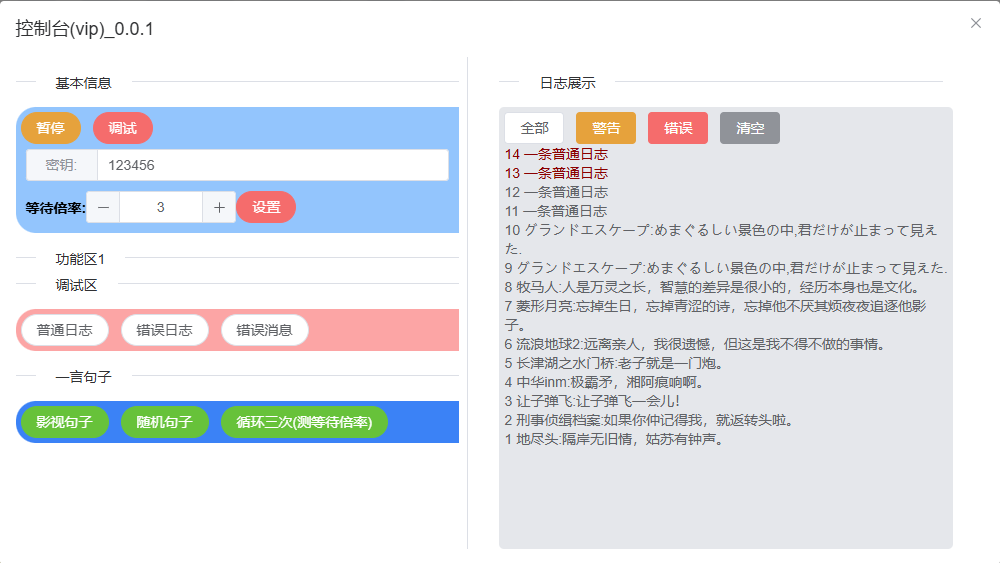 控制台(vip)_0.0.1
基本信息
暂停 调试
密钥: 123456
等待倍率: 3 设置
功能区1
调试区
普通日志 错误日志 错误消息
一言句子
影视句子 随机句子 循环三次(测等待倍率)
日志展示
全部 警告 错误 清空
14 一条普通日志
13 一条普通日志
12 一条普通日志
11 一条普通日志
10 グランドエスケープ:めまぐるしい景色の中,君だけが止まって見え
た.
9 グランドエスケープ:めまぐるしい景色の中,君だけが止まって見えた.
8 牧马人:人是万灵之长，智慧的差异是很小的，经历本身也是文化。
7 菱形月亮:忘掉生日，忘掉青涩的诗，忘掉他不厌其烦夜夜追逐他影
子。
6 流浪地球2:远离亲人，我很遗憾，但这是我不得不做的事情。
5 长津湖之水门桥:老子就是一门炮。
4 中华inm:极霸矛，湘阿痕响啊。
3 让子弹飞:让子弹飞一会儿!
2 刑事侦缉档案:如果你仲记得我，就返转头啦。
1 地尽头:隔岸无旧情，姑苏有钟声。